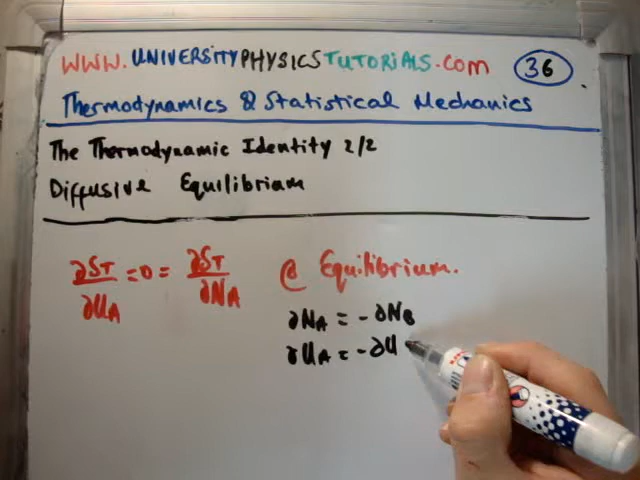 WWW.UNIVERSITYPHYSICSTUTORIALS.COM 36
Thermodynamics & Statistical Mechanics
The Thermodynamic Identity 2/2
Diffusive Equilibrium
∂ST/∂UA = 0 = ∂ST/∂NA @ Equilibrium.
∂NA = - ∂NB
∂UA = - ∂U